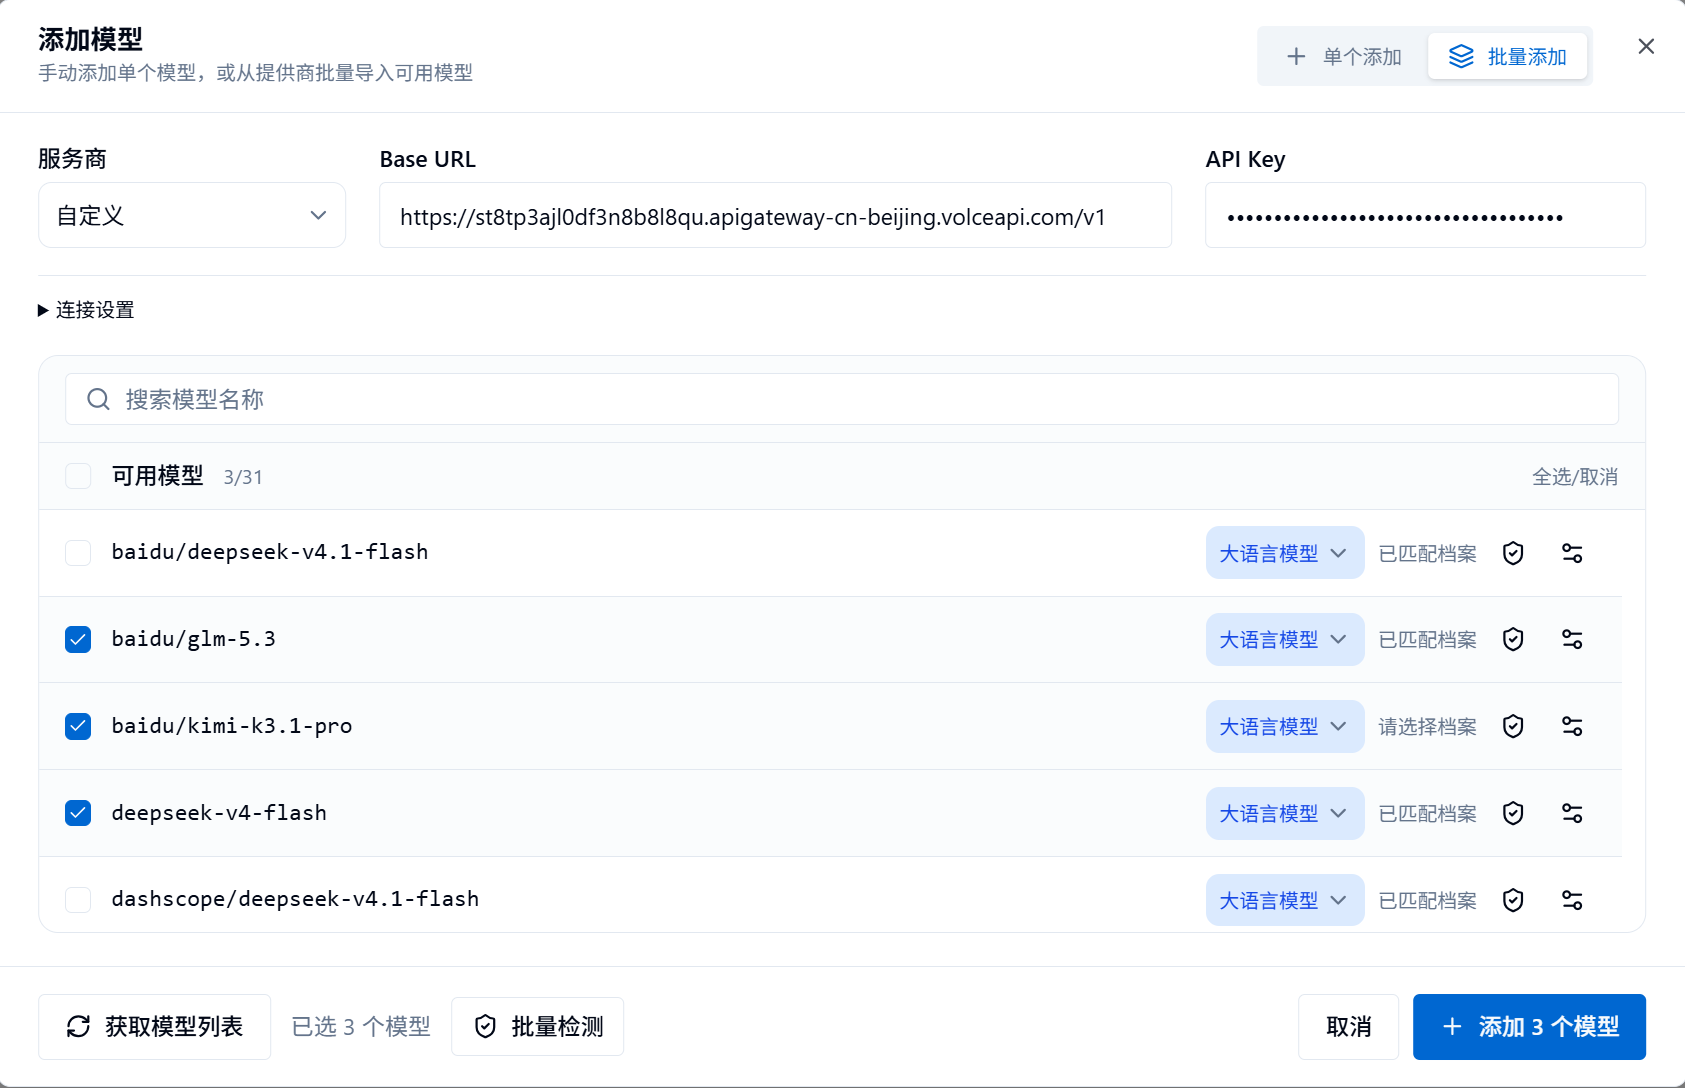 添加模型
手动添加单个模型，或从提供商批量导入可用模型
单个添加
批量添加
服务商
Base URL
API Key
自定义
https://st8tp3ajl0df3n8b8l8qu.apigateway-cn-beijing.volceapi.com/v1
••••••••••••••••••••••••••••••••••••
连接设置
搜索模型名称
可用模型 3/31 全选/取消
baidu/deepseek-v4.1-flash 大语言模型 已匹配档案
baidu/glm-5.3 大语言模型 已匹配档案
baidu/kimi-k3.1-pro 大语言模型 请选择档案
deepseek-v4-flash 大语言模型 已匹配档案
dashscope/deepseek-v4.1-flash 大语言模型 已匹配档案
获取模型列表 已选 3 个模型 批量检测 取消 添加 3 个模型